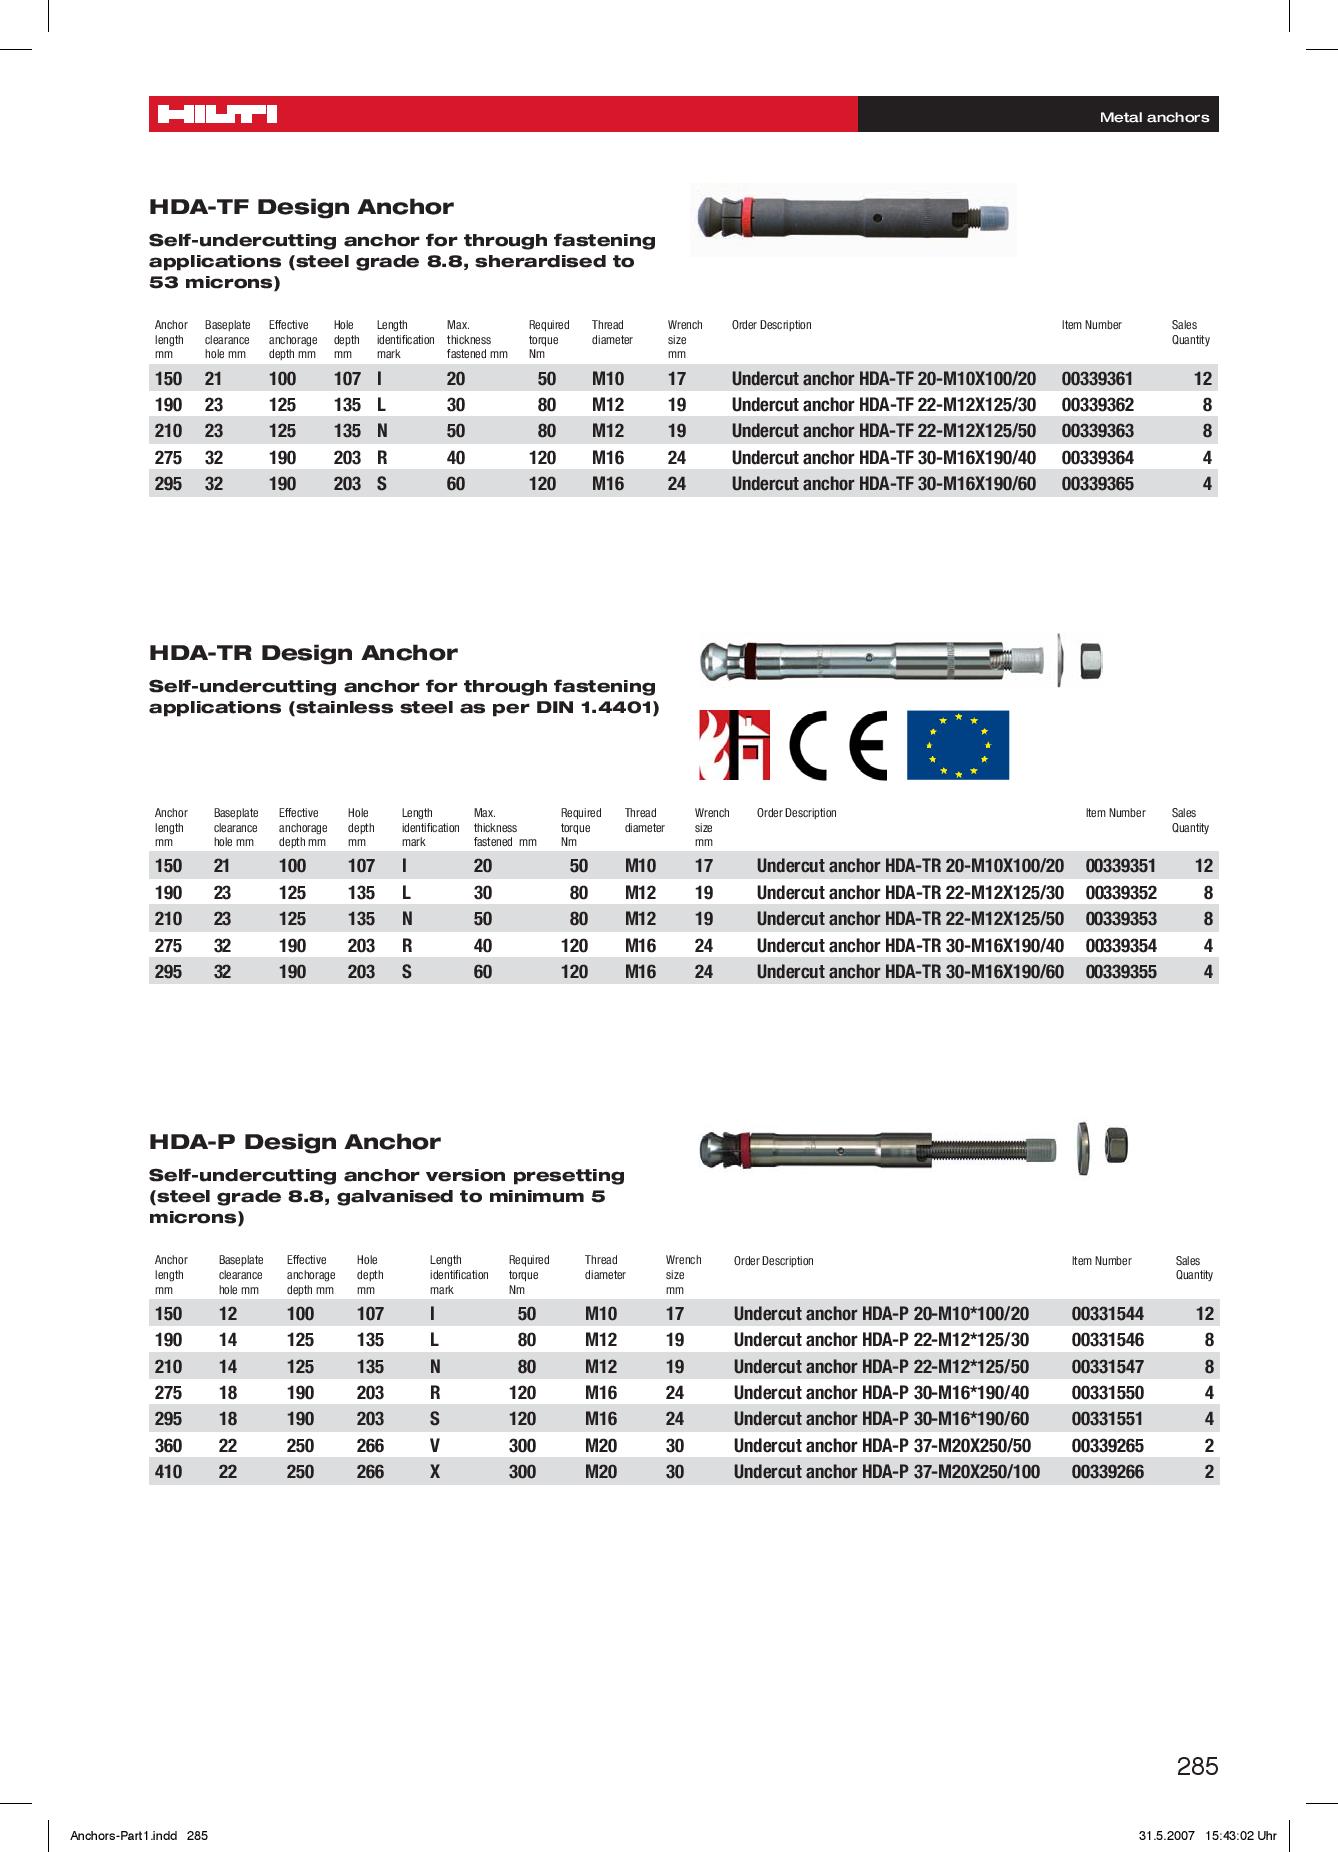 HILTI
Metal anchors
HDA-TF Design Anchor
Self-undercutting anchor for through fastening
applications (steel grade 8.8, sherardised to
53 microns)
Anchor length mm Baseplate clearance hole mm Effective anchorage depth mm Hole depth mm Length identification mark Max. thickness fastened mm Required torque Nm Thread diameter Wrench size mm Order Description Item Number Sales Quantity
150 21 100 107 I 20 50 M10 17 Undercut anchor HDA-TF 20-M10X100/20 00339361 12
190 23 125 135 L 30 80 M12 19 Undercut anchor HDA-TF 22-M12X125/30 00339362 8
210 23 125 135 N 50 80 M12 19 Undercut anchor HDA-TF 22-M12X125/50 00339363 8
275 32 190 203 R 40 120 M16 24 Undercut anchor HDA-TF 30-M16X190/40 00339364 4
295 32 190 203 S 60 120 M16 24 Undercut anchor HDA-TF 30-M16X190/60 00339365 4
HDA-TR Design Anchor
Self-undercutting anchor for through fastening
applications (stainless steel as per DIN 1.4401)
CE
Anchor length mm Baseplate clearance hole mm Effective anchorage depth mm Hole depth mm Length identification mark Max. thickness fastened mm Required torque Nm Thread diameter Wrench size mm Order Description Item Number Sales Quantity
150 21 100 107 I 20 50 M10 17 Undercut anchor HDA-TR 20-M10X100/20 00339351 12
190 23 125 135 L 30 80 M12 19 Undercut anchor HDA-TR 22-M12X125/30 00339352 8
210 23 125 135 N 50 80 M12 19 Undercut anchor HDA-TR 22-M12X125/50 00339353 8
275 32 190 203 R 40 120 M16 24 Undercut anchor HDA-TR 30-M16X190/40 00339354 4
295 32 190 203 S 60 120 M16 24 Undercut anchor HDA-TR 30-M16X190/60 00339355 4
HDA-P Design Anchor
Self-undercutting anchor version presetting
(steel grade 8.8, galvanised to minimum 5
microns)
Anchor length mm Baseplate clearance hole mm Effective anchorage depth mm Hole depth mm Length identification mark Required torque Nm Thread diameter Wrench size mm Order Description Item Number Sales Quantity
150 12 100 107 I 50 M10 17 Undercut anchor HDA-P 20-M10*100/20 00331544 12
190 14 125 135 L 80 M12 19 Undercut anchor HDA-P 22-M12*125/30 00331546 8
210 14 125 135 N 80 M12 19 Undercut anchor HDA-P 22-M12*125/50 00331547 8
275 18 190 203 R 120 M16 24 Undercut anchor HDA-P 30-M16*190/40 00331550 4
295 18 190 203 S 120 M16 24 Undercut anchor HDA-P 30-M16*190/60 00331551 4
360 22 250 266 V 300 M20 30 Undercut anchor HDA-P 37-M20X250/50 00339265 2
410 22 250 266 X 300 M20 30 Undercut anchor HDA-P 37-M20X250/100 00339266 2
285
Anchors-Part1.indd 285
31.5.2007 15:43:02 Uhr